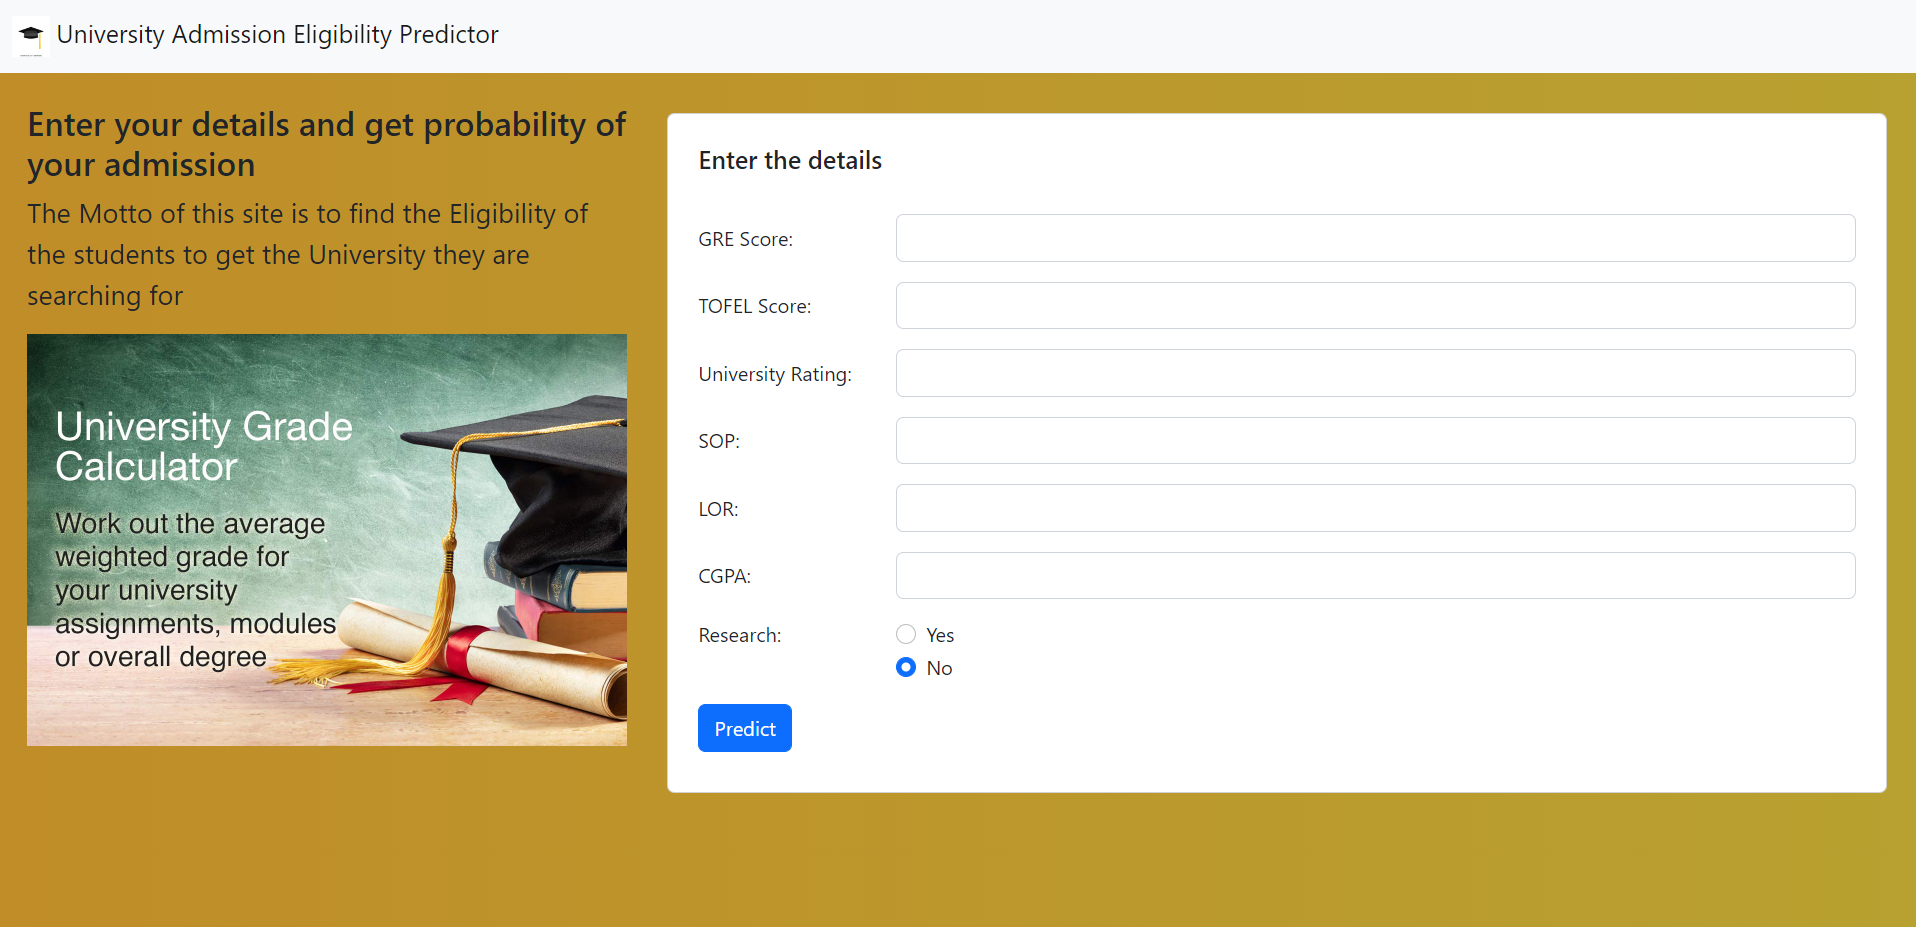 University Admission Eligibility Predictor
Enter your details and get probability of
your admission
The Motto of this site is to find the Eligibility of
the students to get the University they are
searching for
University Grade
Calculator
Work out the average
weighted grade for
your university
assignments, modules
or overall degree
Enter the details
GRE Score:
TOFEL Score:
University Rating:
SOP:
LOR:
CGPA:
Research:
Yes
No
Predict